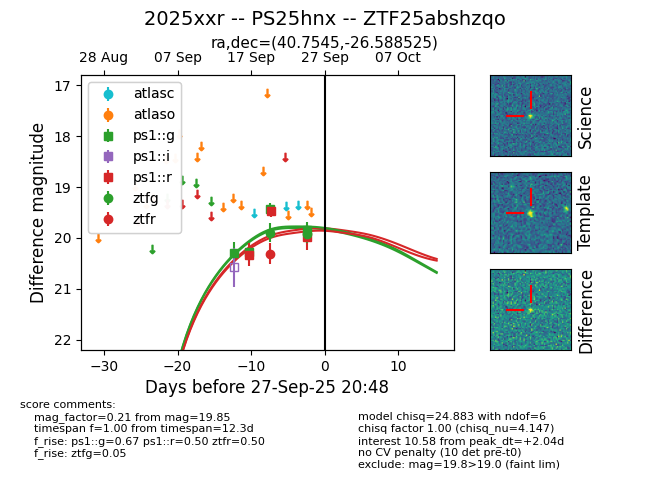 2025xxr -- PS25hnx -- ZTF25abshzqo
ra,dec=(40.7545,-26.588525)
28 Aug 07 Sep 17 Sep 27 Sep 07 Oct
17
18
19
20
21
22
Difference magnitude
atlasc
atlaso
ps1::g
ps1::i
ps1::r
ztfg
ztfr
−30 −20 −10 0 10
Days before 27-Sep-25 20:48
Science
Template
Difference
score comments:
mag_factor=0.21 from mag=19.85
timespan f=1.00 from timespan=12.3d
f_rise: ps1::g=0.67 ps1::r=0.50 ztfr=0.50
f_rise: ztfg=0.05
model chisq=24.883 with ndof=6
chisq factor 1.00 (chisq_nu=4.147)
interest 10.58 from peak_dt=+2.04d
no CV penalty (10 det pre-t0)
exclude: mag=19.8>19.0 (faint lim)